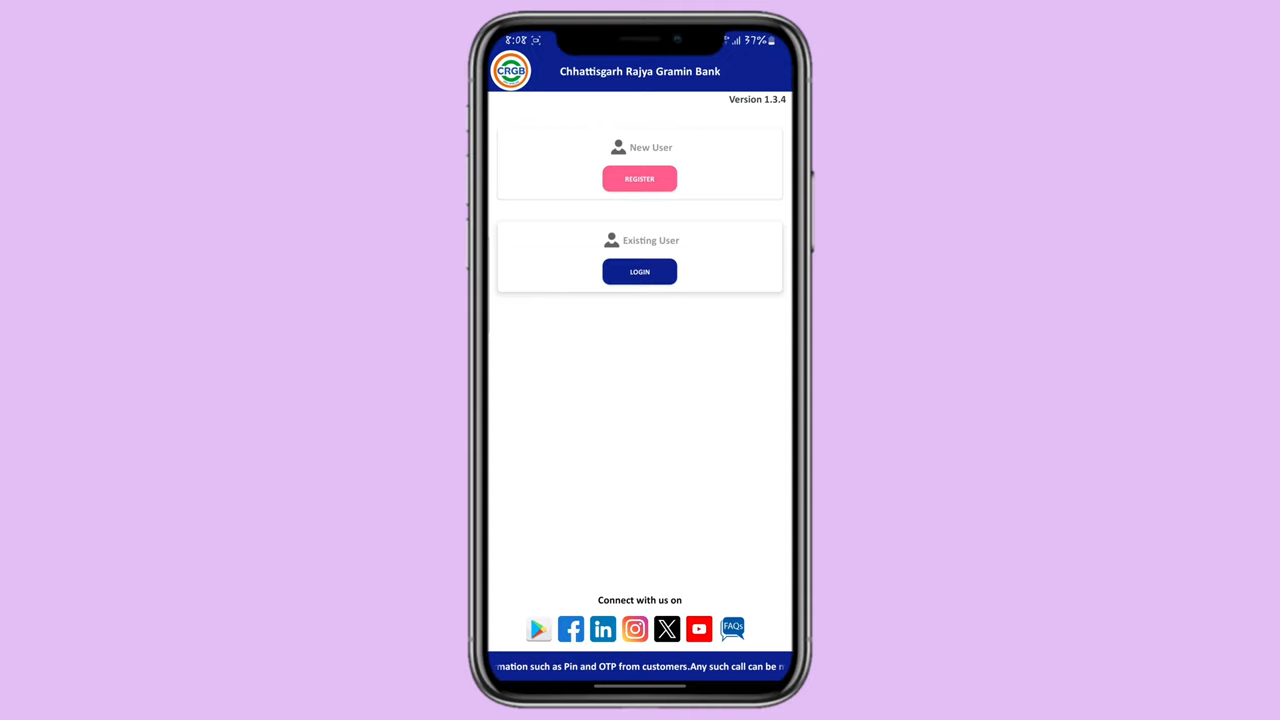 8:08 37%
CRGB
Chhattisgarh Rajya Gramin Bank
Version 1.3.4
New User
REGISTER
Existing User
LOGIN
Connect with us on
in FAQs
mation such as Pin and OTP from customers.Any such call can be